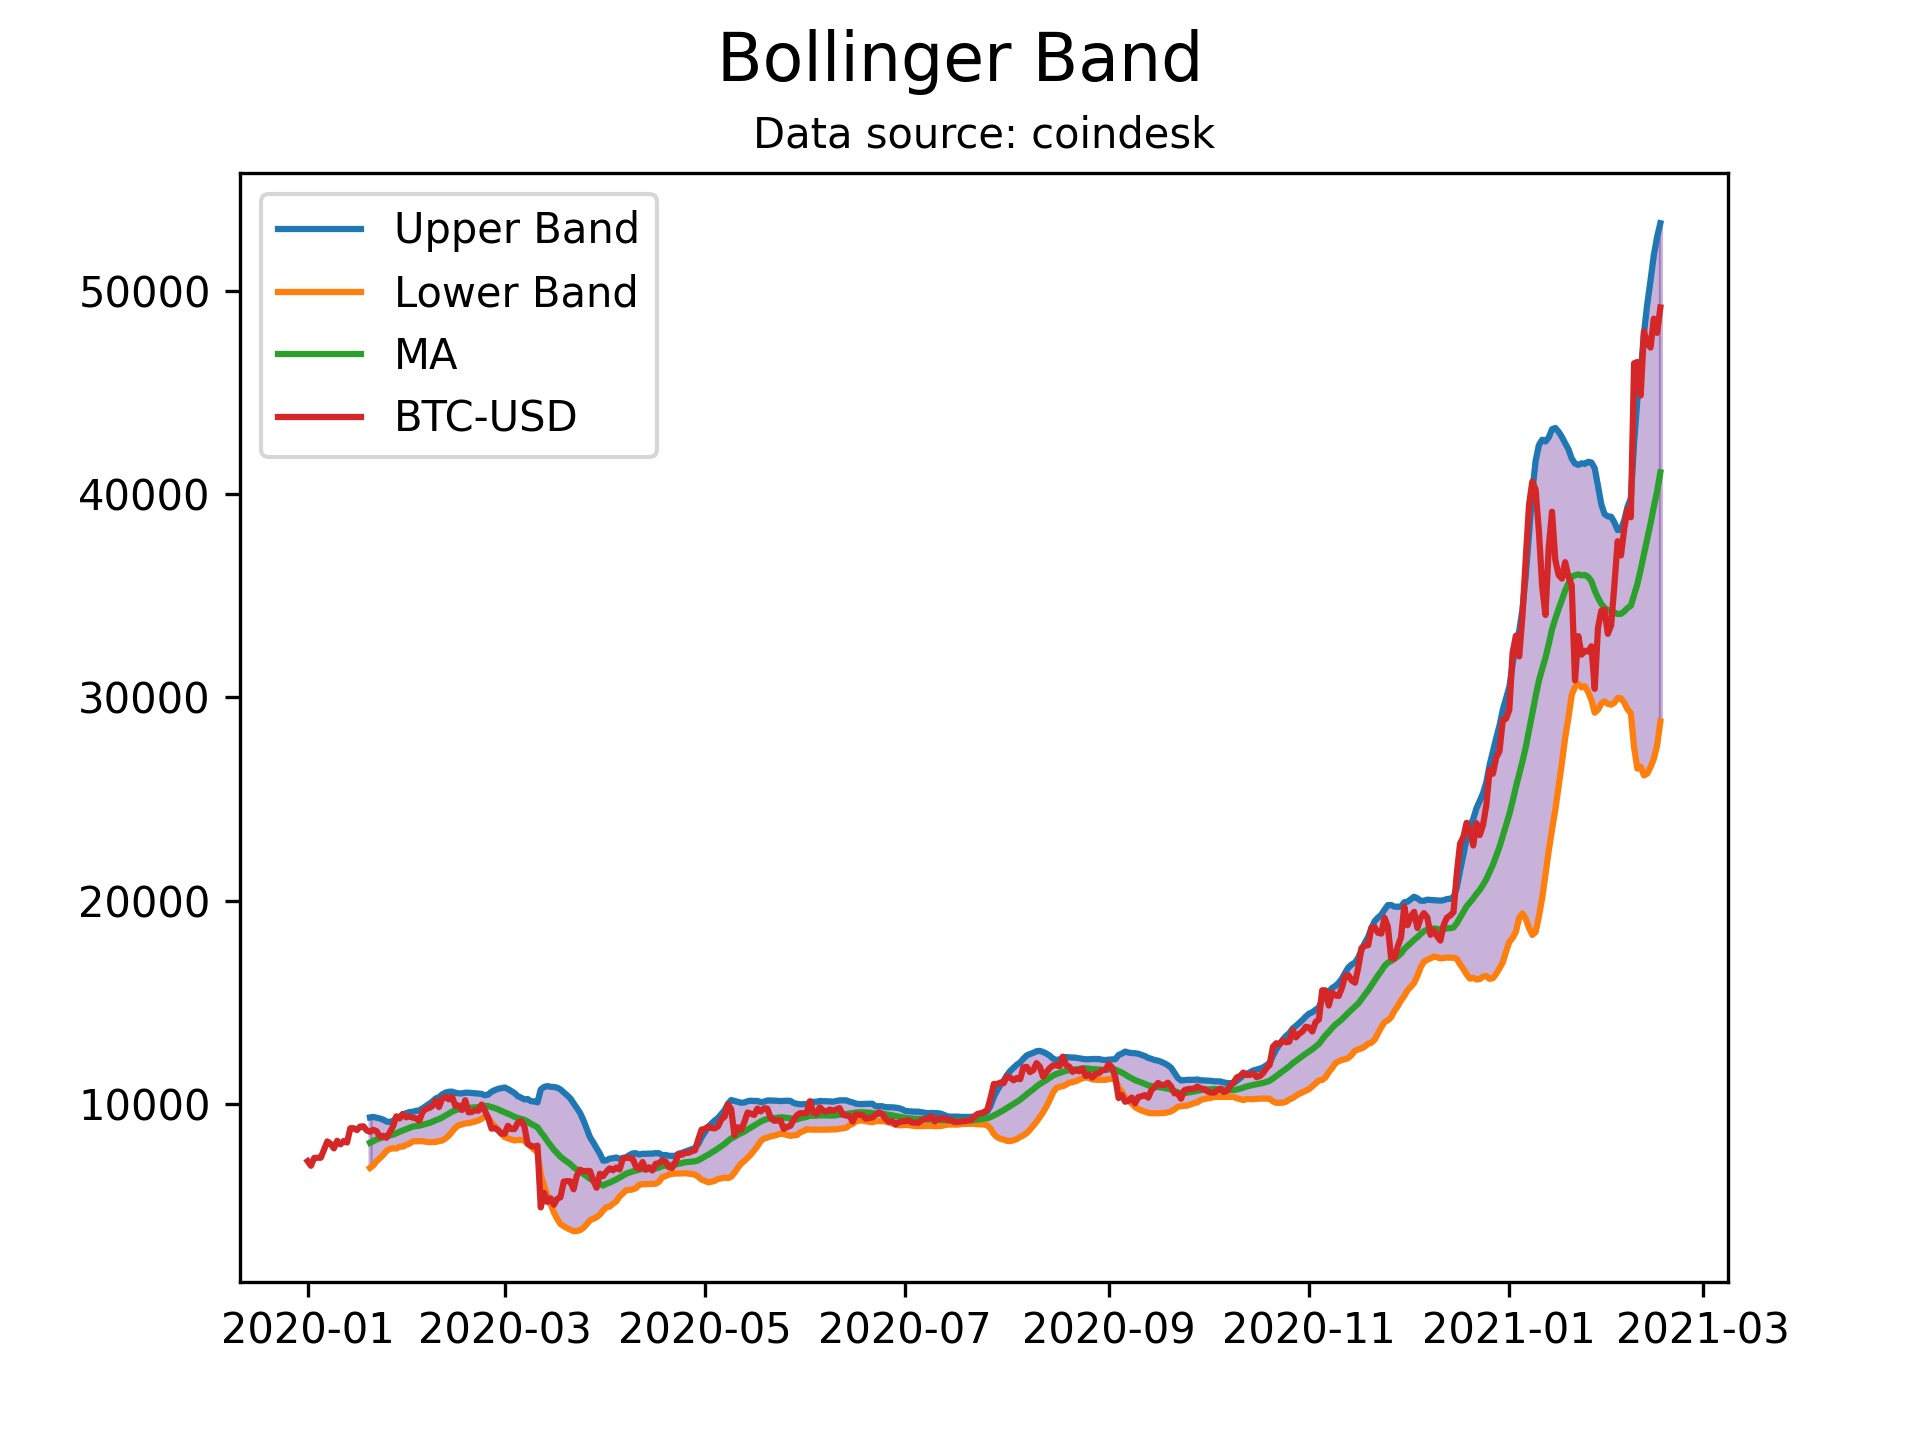 Bollinger Band
Data source: coindesk
Upper Band
Lower Band
MA
BTC-USD
50000
40000
30000
20000
10000
2020-01 2020-03 2020-05 2020-07 2020-09 2020-11 2021-01 2021-03